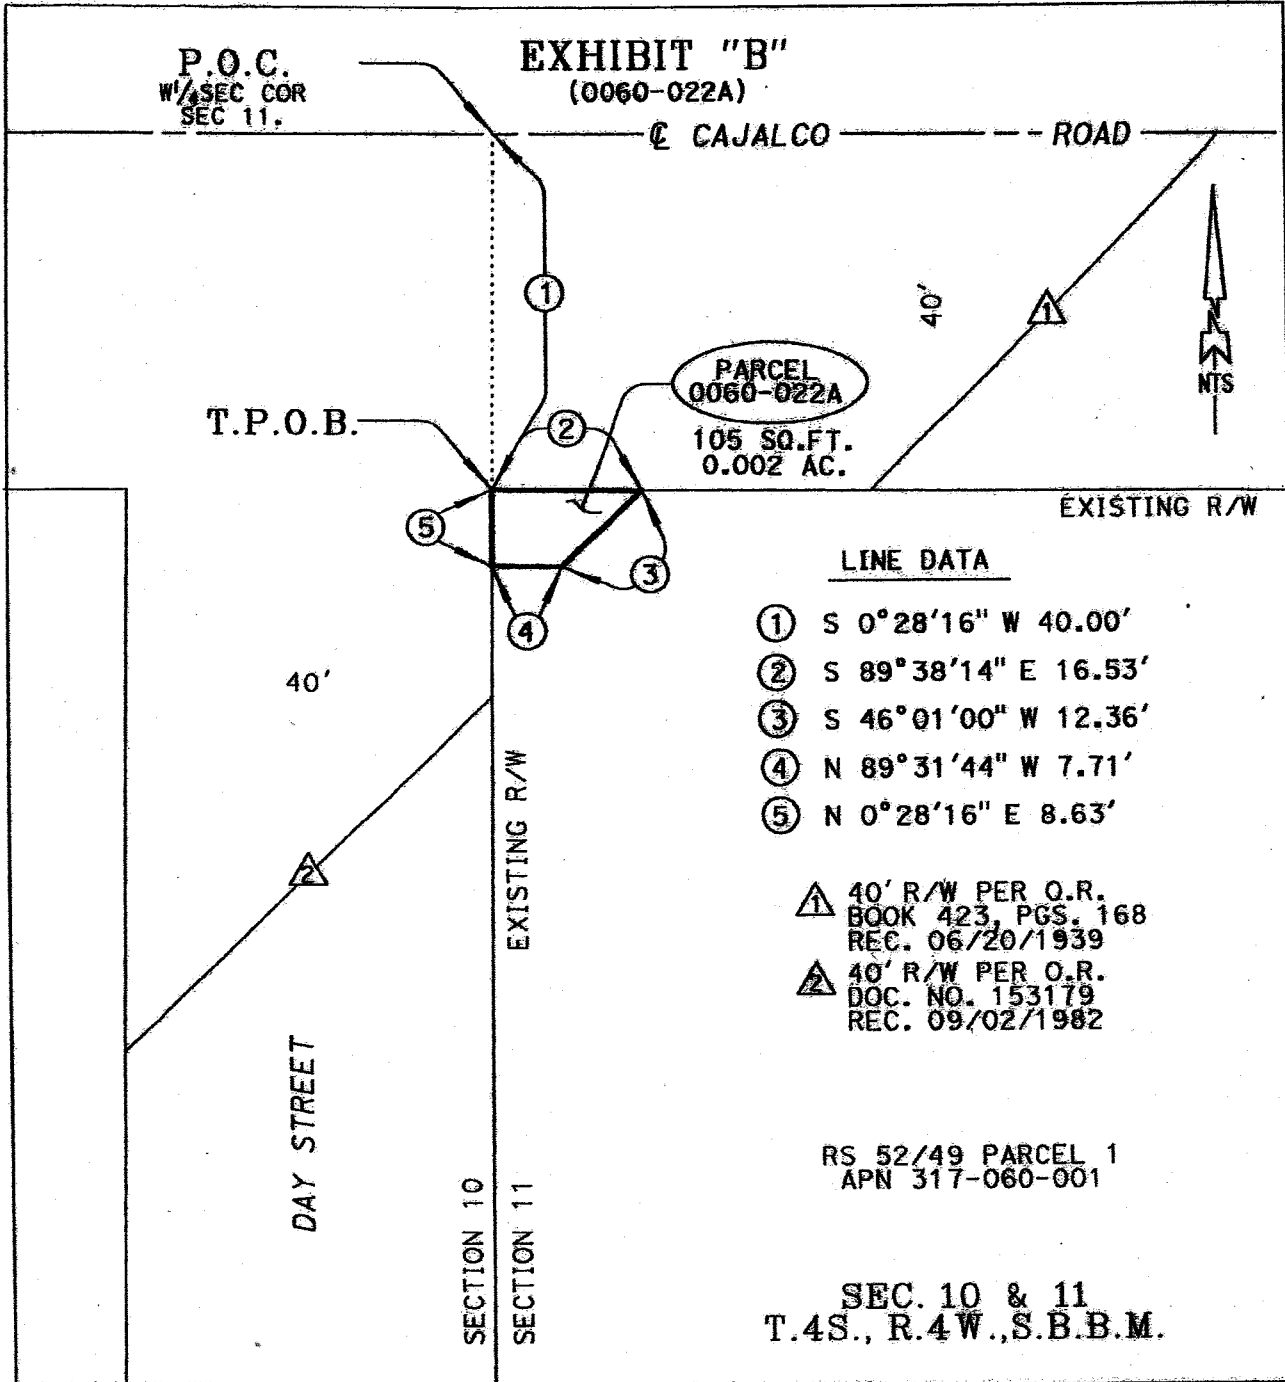 EXHIBIT "B"
(0060-022A)
P.O.C.
W¼SEC COR
SEC 11.
℄ CAJALCO ROAD
1
40'
1
N
NTS
PARCEL
0060-022A
105 SQ.FT.
0.002 AC.
T.P.O.B.
2
EXISTING R/W
5
3
4
LINE DATA
1 S 0°28'16" W 40.00'
2 S 89°38'14" E 16.53'
3 S 46°01'00" W 12.36'
4 N 89°31'44" W 7.71'
5 N 0°28'16" E 8.63'
40'
EXISTING R/W
2
1 40' R/W PER O.R.
BOOK 423, PGS. 168
REC. 06/20/1939
2 40' R/W PER O.R.
DOC. NO. 153179
REC. 09/02/1982
DAY STREET
RS 52/49 PARCEL 1
APN 317-060-001
SECTION 10
SECTION 11
SEC. 10 & 11
T.4S., R.4W.,S.B.B.M.